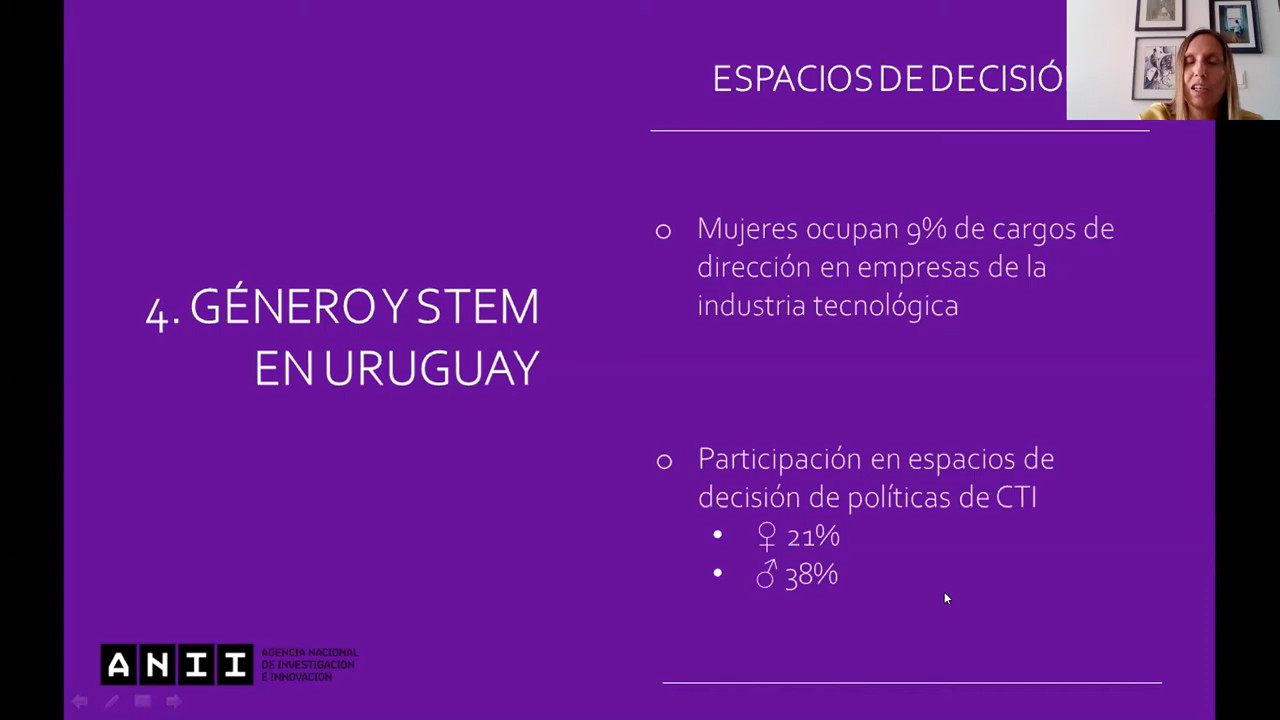 ESPACIOS DE DECISIÓ
4. GÉNERO Y STEM
EN URUGUAY
o Mujeres ocupan 9% de cargos de
dirección en empresas de la
industria tecnológica
o Participación en espacios de
decisión de políticas de CTI
• ♀ 21%
• ♂ 38%
ANII
AGENCIA NACIONAL
DE INVESTIGACIÓN
E INNOVACIÓN